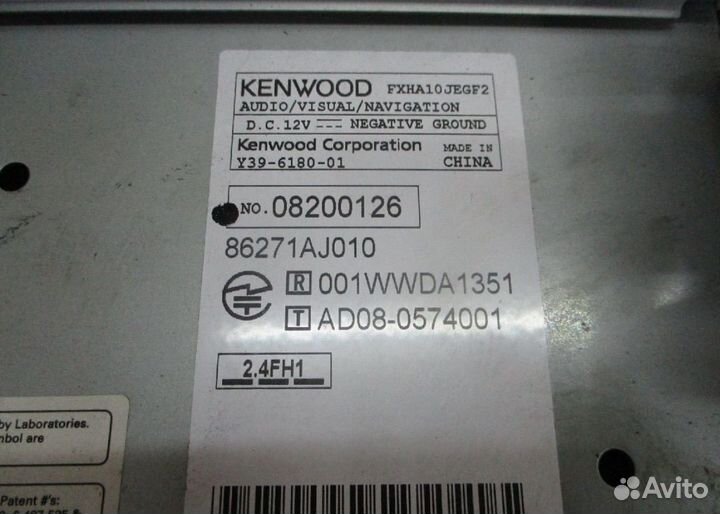 KENWOOD FXHA10JEGF2
AUDIO/VISUAL/NAVIGATION
D.C.12V NEGATIVE GROUND
Kenwood Corporation MADE IN
Y39-6180-01 CHINA
NO. 08200126
86271AJ010
R 001WWDA1351
T AD08-0574001
2.4FH1
by Laboratories.
are
Patent #'s:
Avito